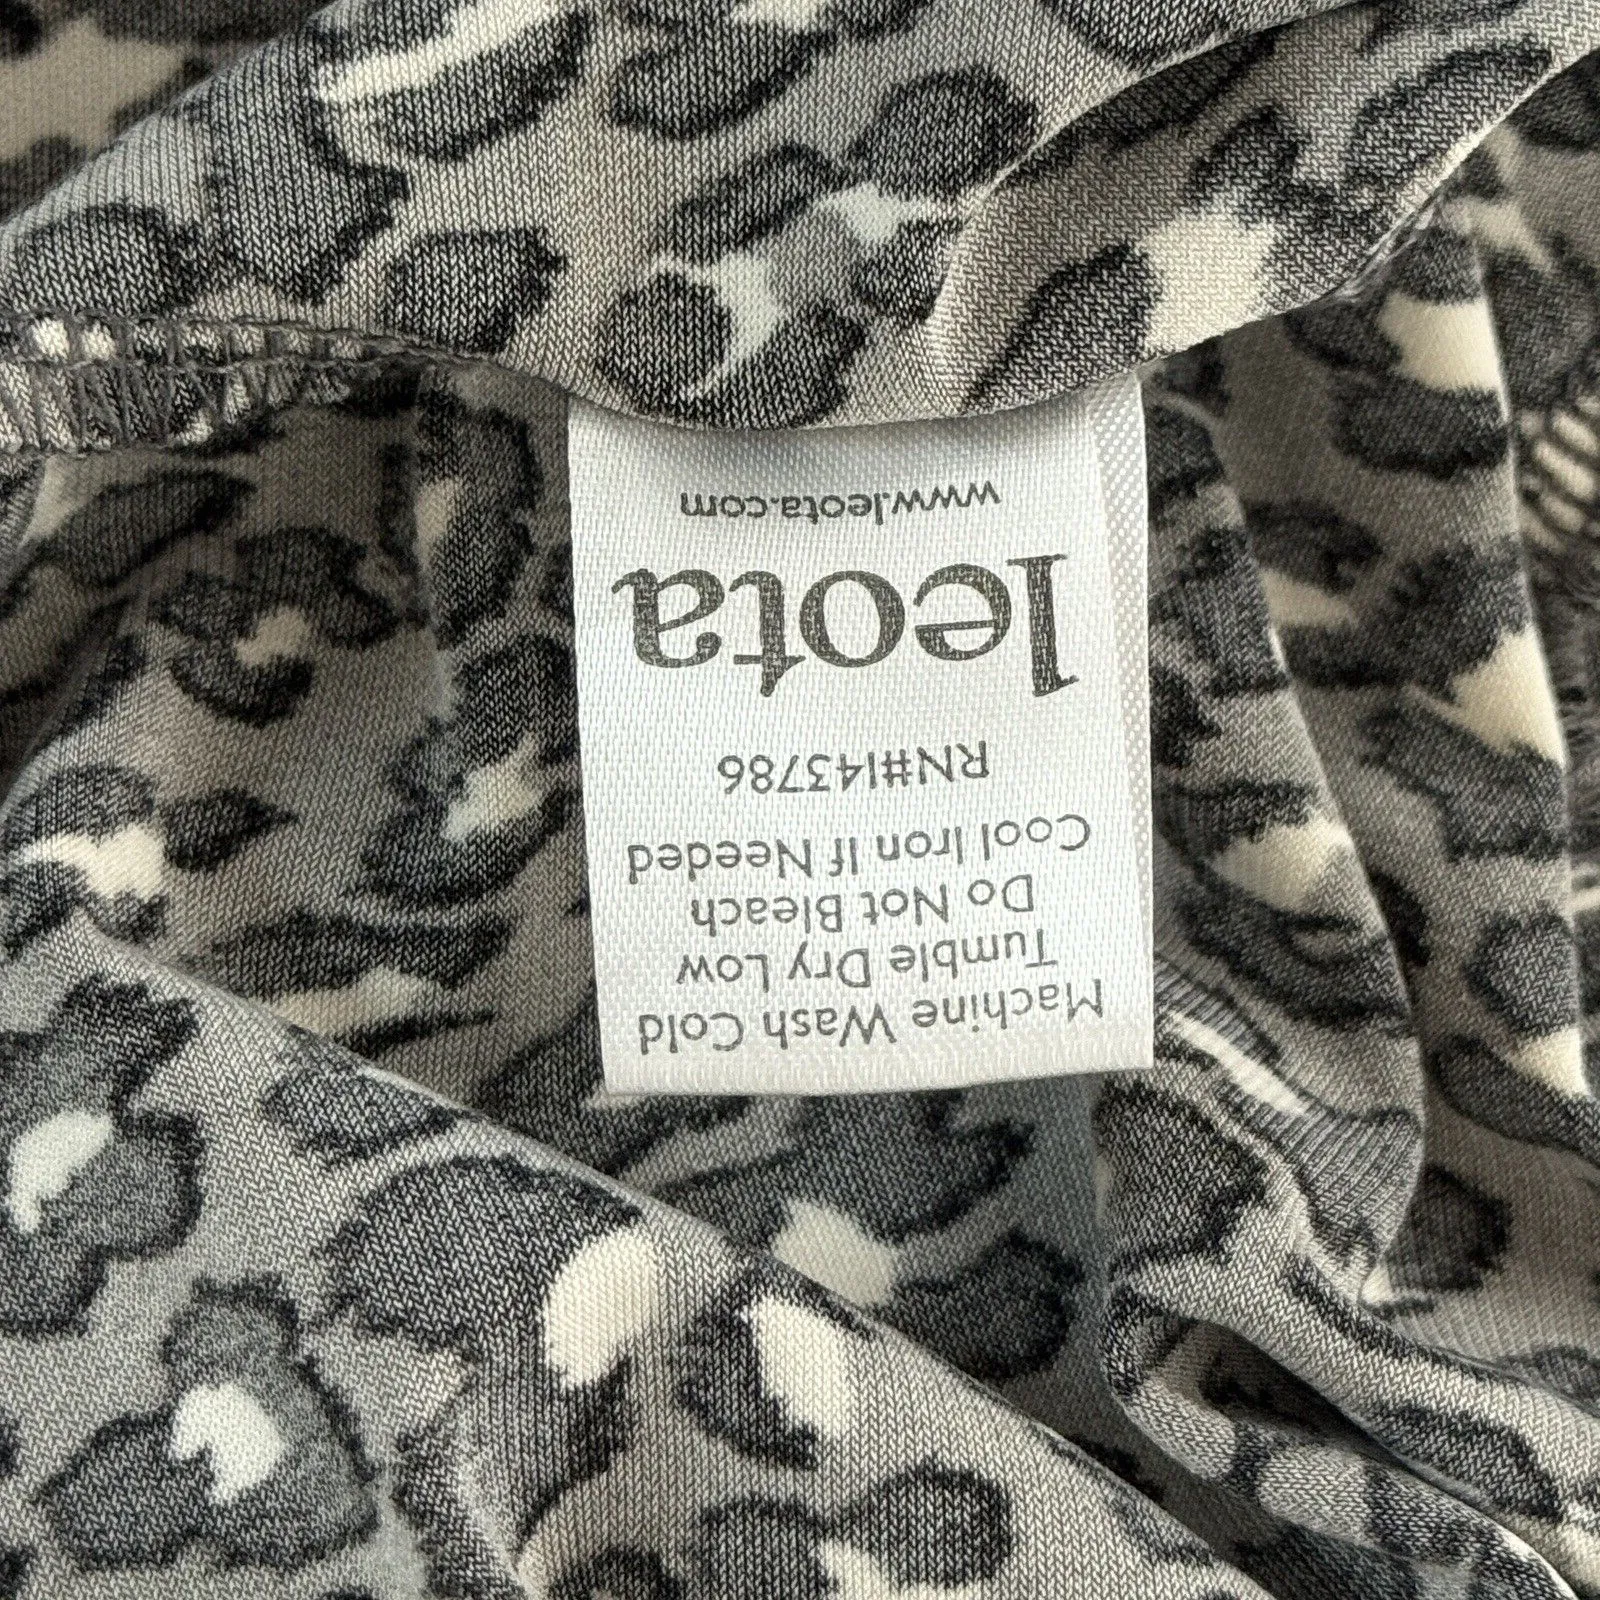 Machine Wash Cold
Tumble Dry Low
Do Not Bleach
Cool Iron If Needed
RN#143786
leota
www.leota.com